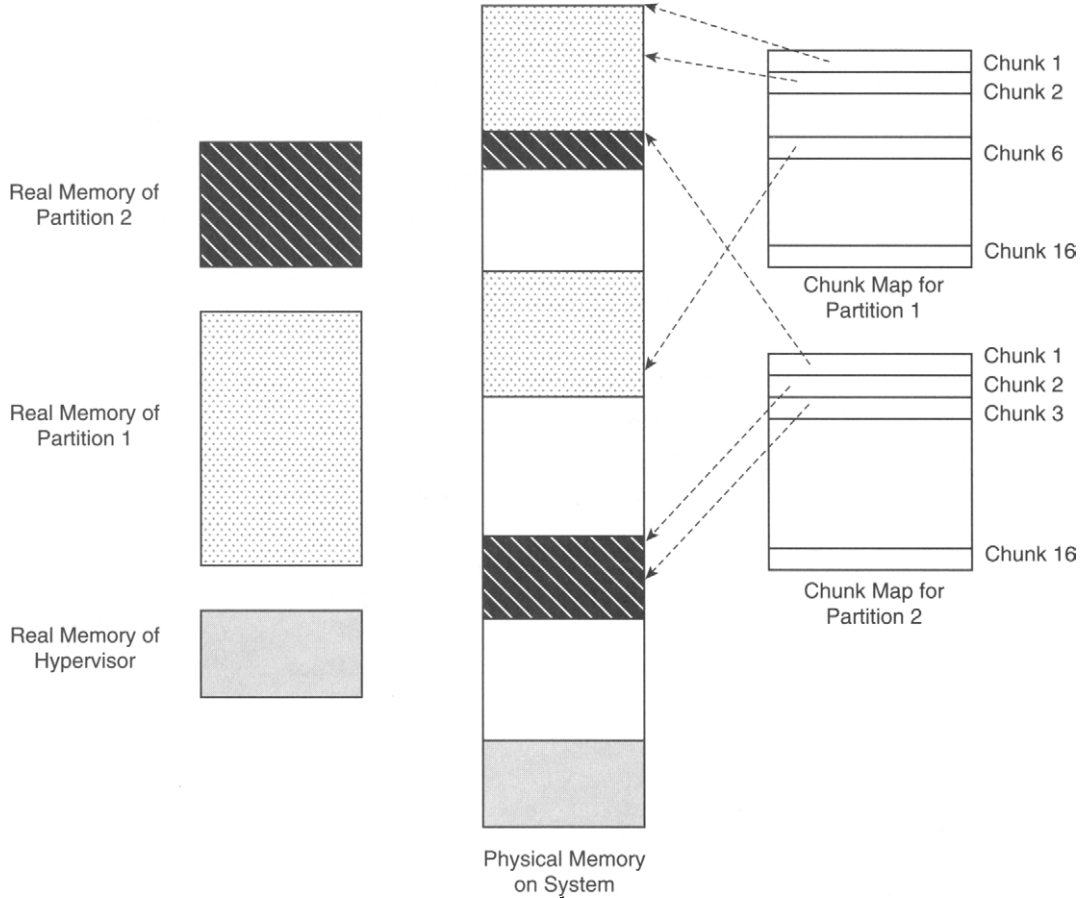 Real Memory of
Partition 2
Real Memory of
Partition 1
Real Memory of
Hypervisor
Physical Memory
on System
Chunk 1
Chunk 2
Chunk 6
Chunk 16
Chunk Map for
Partition 1
Chunk 1
Chunk 2
Chunk 3
Chunk 16
Chunk Map for
Partition 2